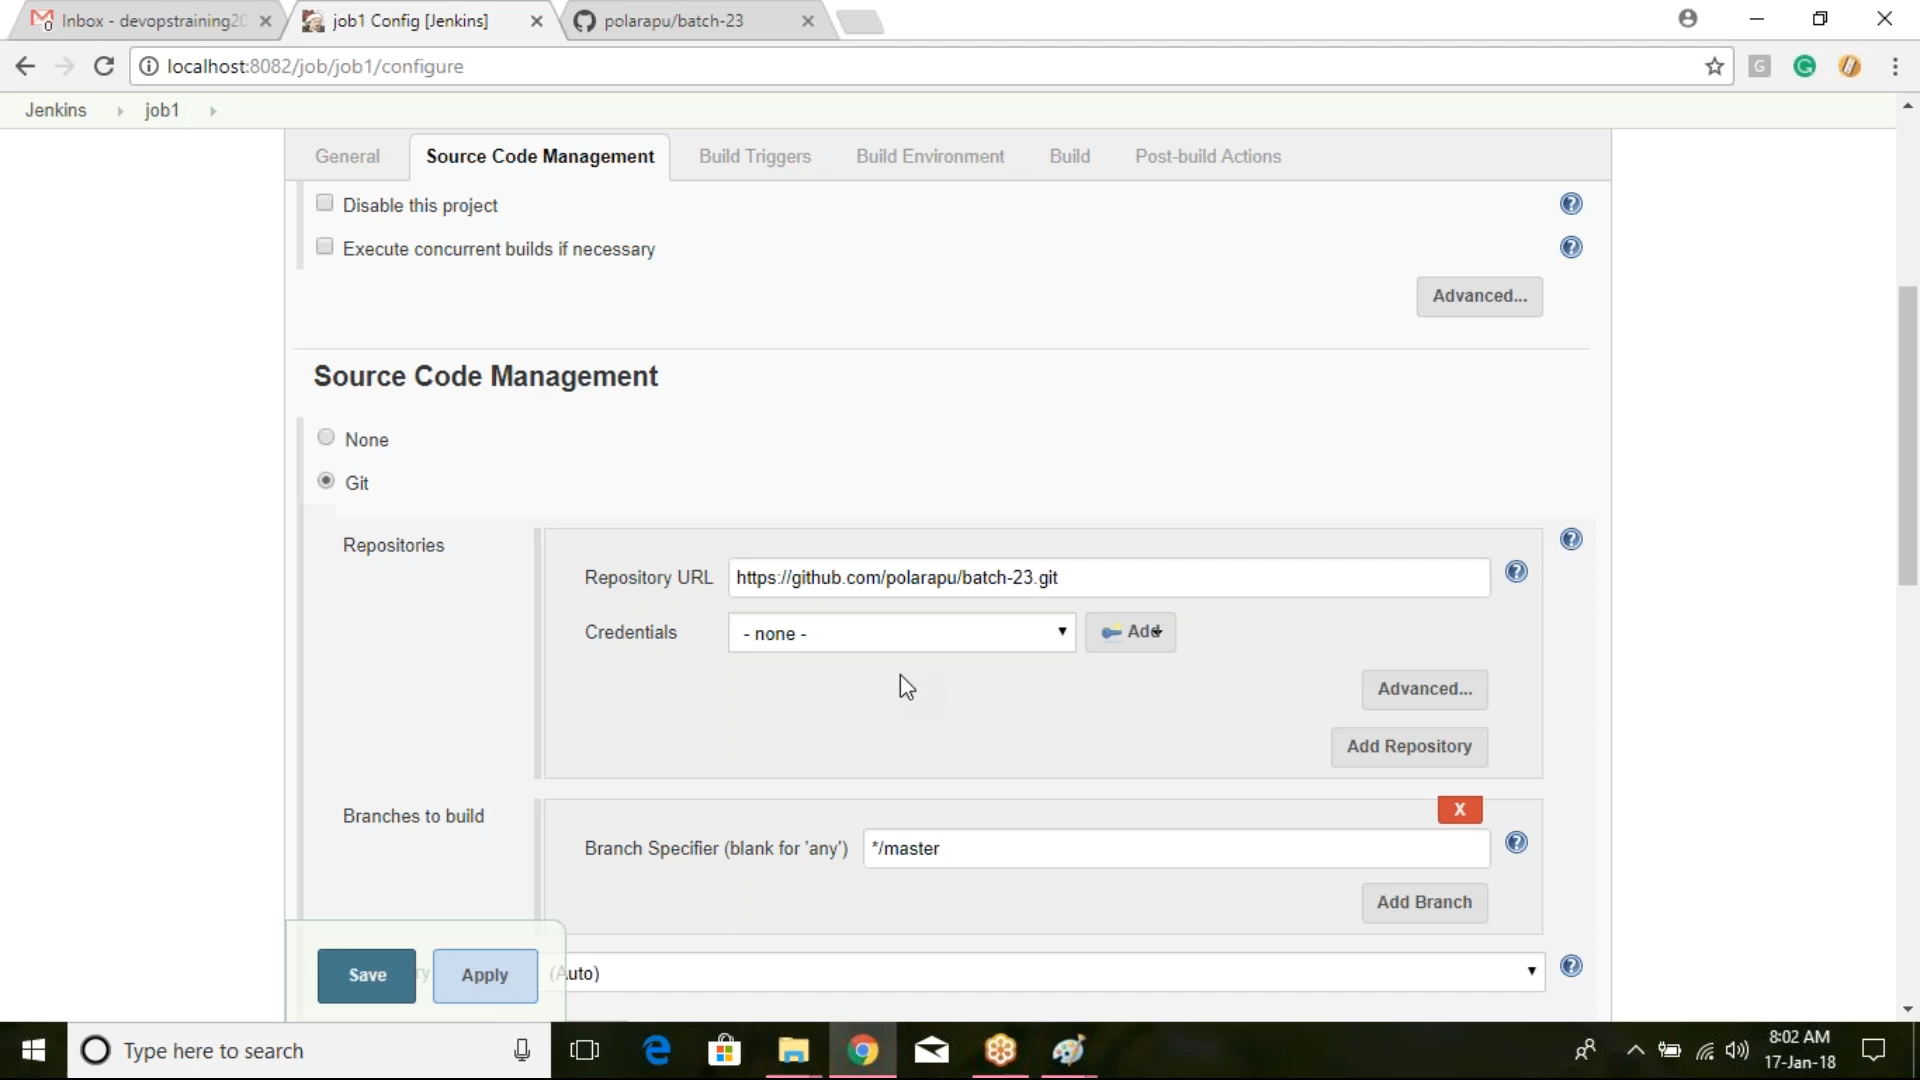 Inbox - devopstraining20
job1 Config [Jenkins]
polarapu/batch-23
localhost:8082/job/job1/configure
Jenkins
job1
General
Source Code Management
Build Triggers
Build Environment
Build
Post-build Actions
Disable this project
Execute concurrent builds if necessary
Advanced...
Source Code Management
None
Git
Repositories
Repository URL
https://github.com/polarapu/batch-23.git
Credentials
- none -
Add
Advanced...
Add Repository
Branches to build
X
Branch Specifier (blank for 'any')
*/master
Add Branch
Save
Apply
(Auto)
Type here to search
8:02 AM
17-Jan-18